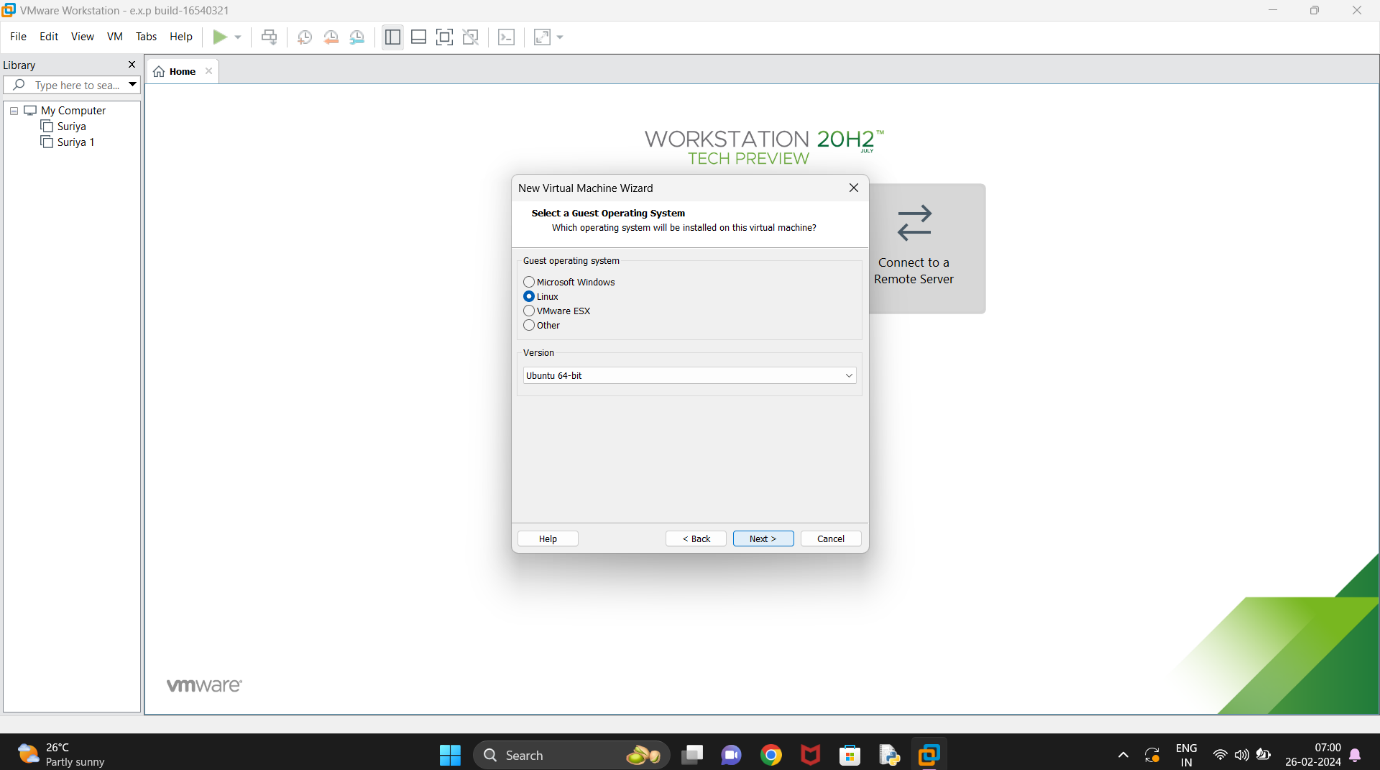 VMware Workstation - e.x.p build-16540321
File Edit View VM Tabs Help
Library
Type here to sea...
My Computer
Suriya
Suriya 1
Home
WORKSTATION 20H2™
JULY
TECH PREVIEW
New Virtual Machine Wizard
Select a Guest Operating System
Which operating system will be installed on this virtual machine?
Guest operating system
Microsoft Windows
Linux
VMware ESX
Other
Version
Ubuntu 64-bit
Help
< Back
Next >
Cancel
Connect to a
Remote Server
vmware®
26°C
Partly sunny
Search
ENG
IN
07:00
26-02-2024